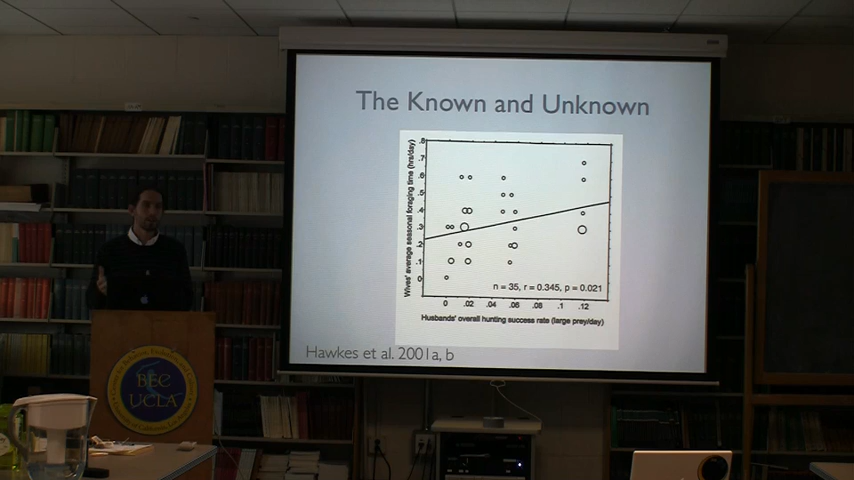 The Known and Unknown
Wives' average seasonal foraging time (hrs/day)
.8
.7
.6
.5
.4
.3
.2
.1
0
n = 35, r = 0.345, p = 0.021
0 .02 .04 .06 .08 .1 .12
Husbands' overall hunting success rate (large prey/day)
Hawkes et al. 2001a, b
BEC
UCLA